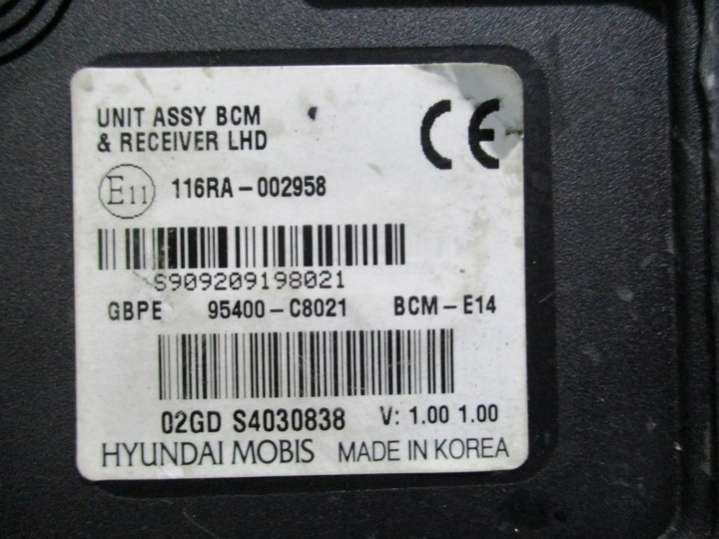 UNIT ASSY BCM
& RECEIVER LHD
CE
E11 116RA-002958
S909209198021
GBPE 95400-C8021 BCM-E14
02GD S4030838 V: 1.00 1.00
HYUNDAI MOBIS MADE IN KOREA